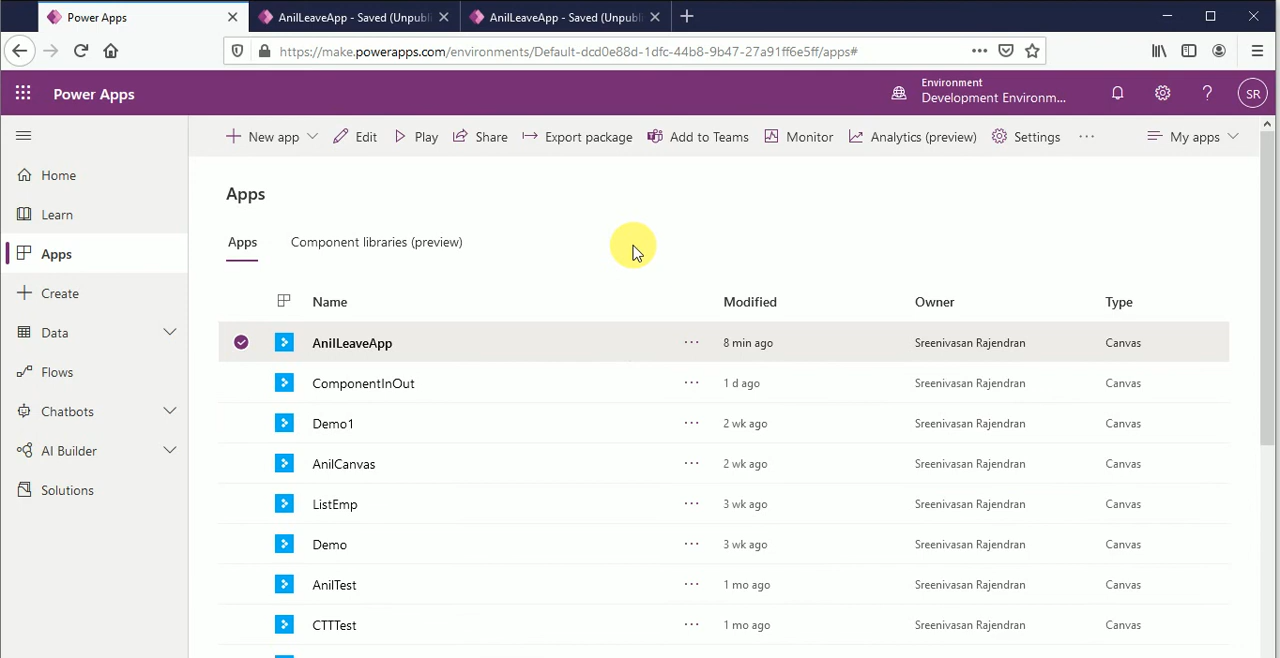 Power Apps
AnilLeaveApp - Saved (Unpubli
AnilLeaveApp - Saved (Unpubli
https://make.powerapps.com/environments/Default-dcd0e88d-1dfc-44b8-9b47-27a91ff6e5ff/apps#
Power Apps
Environment
Development Environm...
SR
New app
Edit
Play
Share
Export package
Add to Teams
Monitor
Analytics (preview)
Settings
My apps
Home
Learn
Apps
Create
Data
Flows
Chatbots
AI Builder
Solutions
Apps
Apps Component libraries (preview)
Name Modified Owner Type
AnilLeaveApp 8 min ago Sreenivasan Rajendran Canvas
ComponentInOut 1 d ago Sreenivasan Rajendran Canvas
Demo1 2 wk ago Sreenivasan Rajendran Canvas
AnilCanvas 2 wk ago Sreenivasan Rajendran Canvas
ListEmp 3 wk ago Sreenivasan Rajendran Canvas
Demo 3 wk ago Sreenivasan Rajendran Canvas
AnilTest 1 mo ago Sreenivasan Rajendran Canvas
CTTTest 1 mo ago Sreenivasan Rajendran Canvas